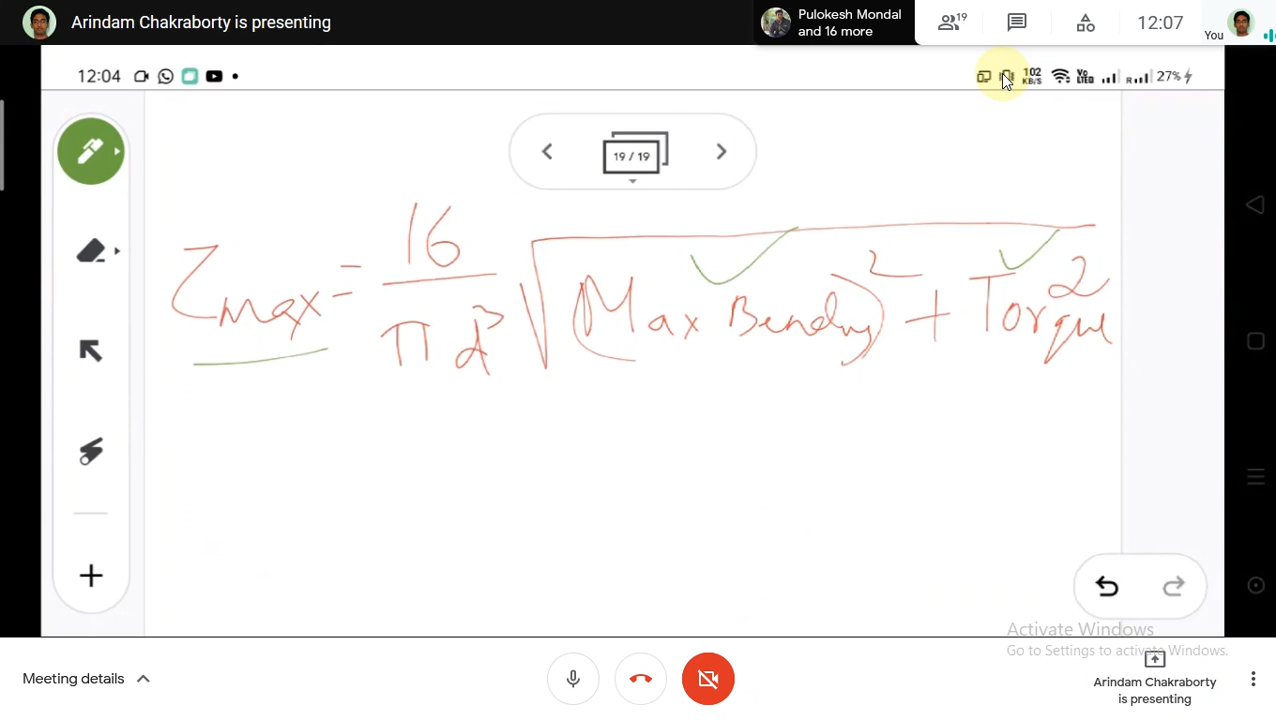 Arindam Chakraborty is presenting
Pulokesh Mondal
and 16 more
19
12:07
You
12:04
102
KB/S
Vo
LTED
R
27%
19 / 19
τmax = 16 / πd³ √(Max Bending)² + Torque²
Activate Windows
Go to Settings to activate Windows.
Meeting details
Arindam Chakraborty
is presenting